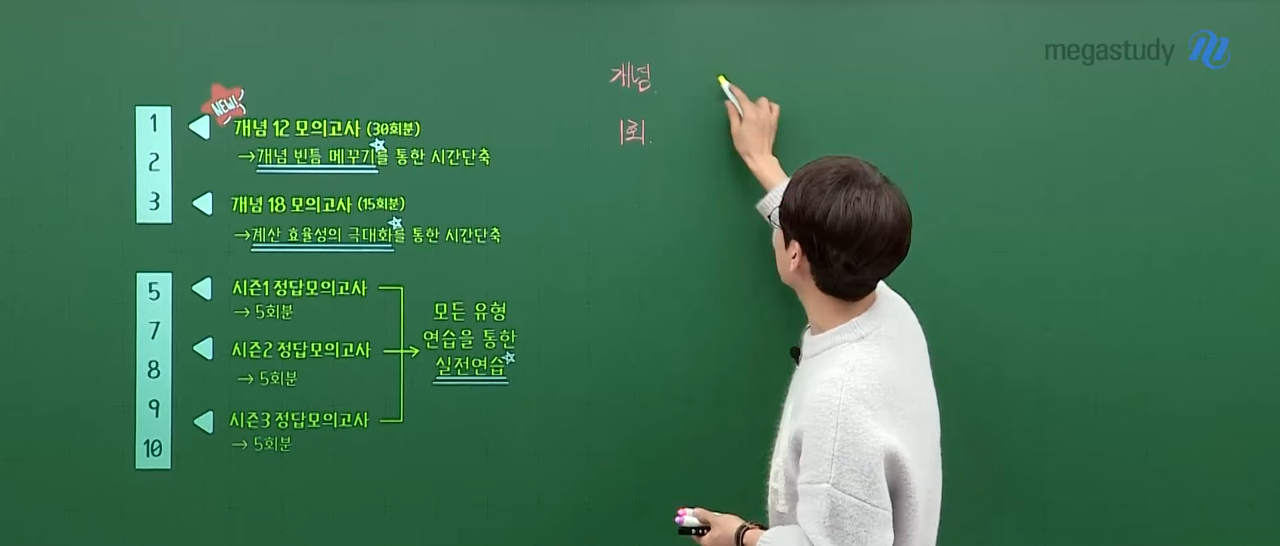 megastudy
개념
1회.
1
2
3
NEW!
개념 12 모의고사 (30회분)
→개념 빈틈 메꾸기를 통한 시간단축
개념 18 모의고사 (15회분)
→계산 효율성의 극대화를 통한 시간단축
5
7
8
9
10
시즌1 정답모의고사
→ 5회분
시즌2 정답모의고사
→ 5회분
시즌3 정답모의고사
→ 5회분
모든 유형
연습을 통한
실전연습